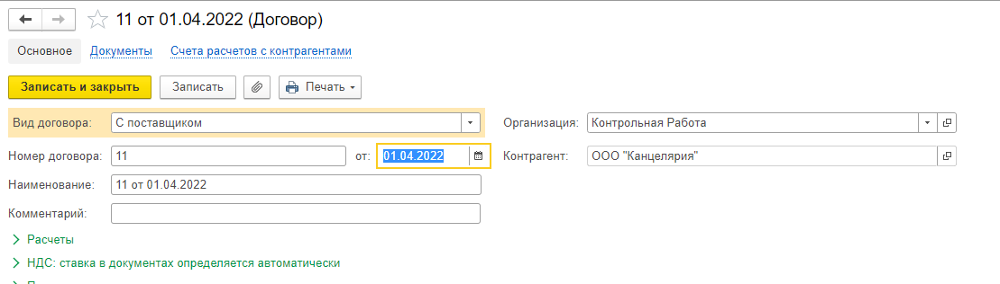 11 от 01.04.2022 (Договор)
Основное Документы Счета расчетов с контрагентами
Записать и закрыть Записать Печать
Вид договора: С поставщиком Организация: Контрольная Работа
Номер договора: 11 от: 01.04.2022 Контрагент: ООО "Канцелярия"
Наименование: 11 от 01.04.2022
Комментарий:
Расчеты
НДС: ставка в документах определяется автоматически